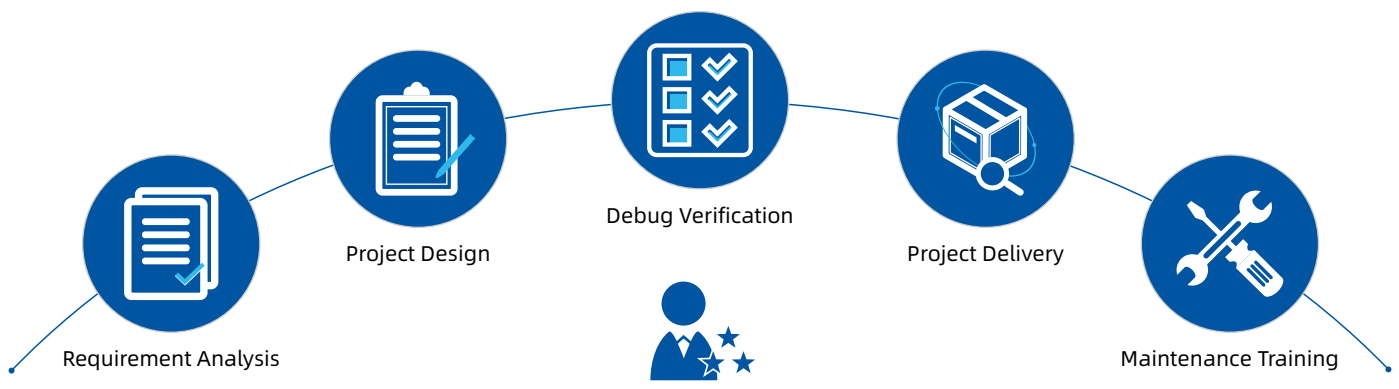 Requirement Analysis
Project Design
Debug Verification
Project Delivery
Maintenance Training